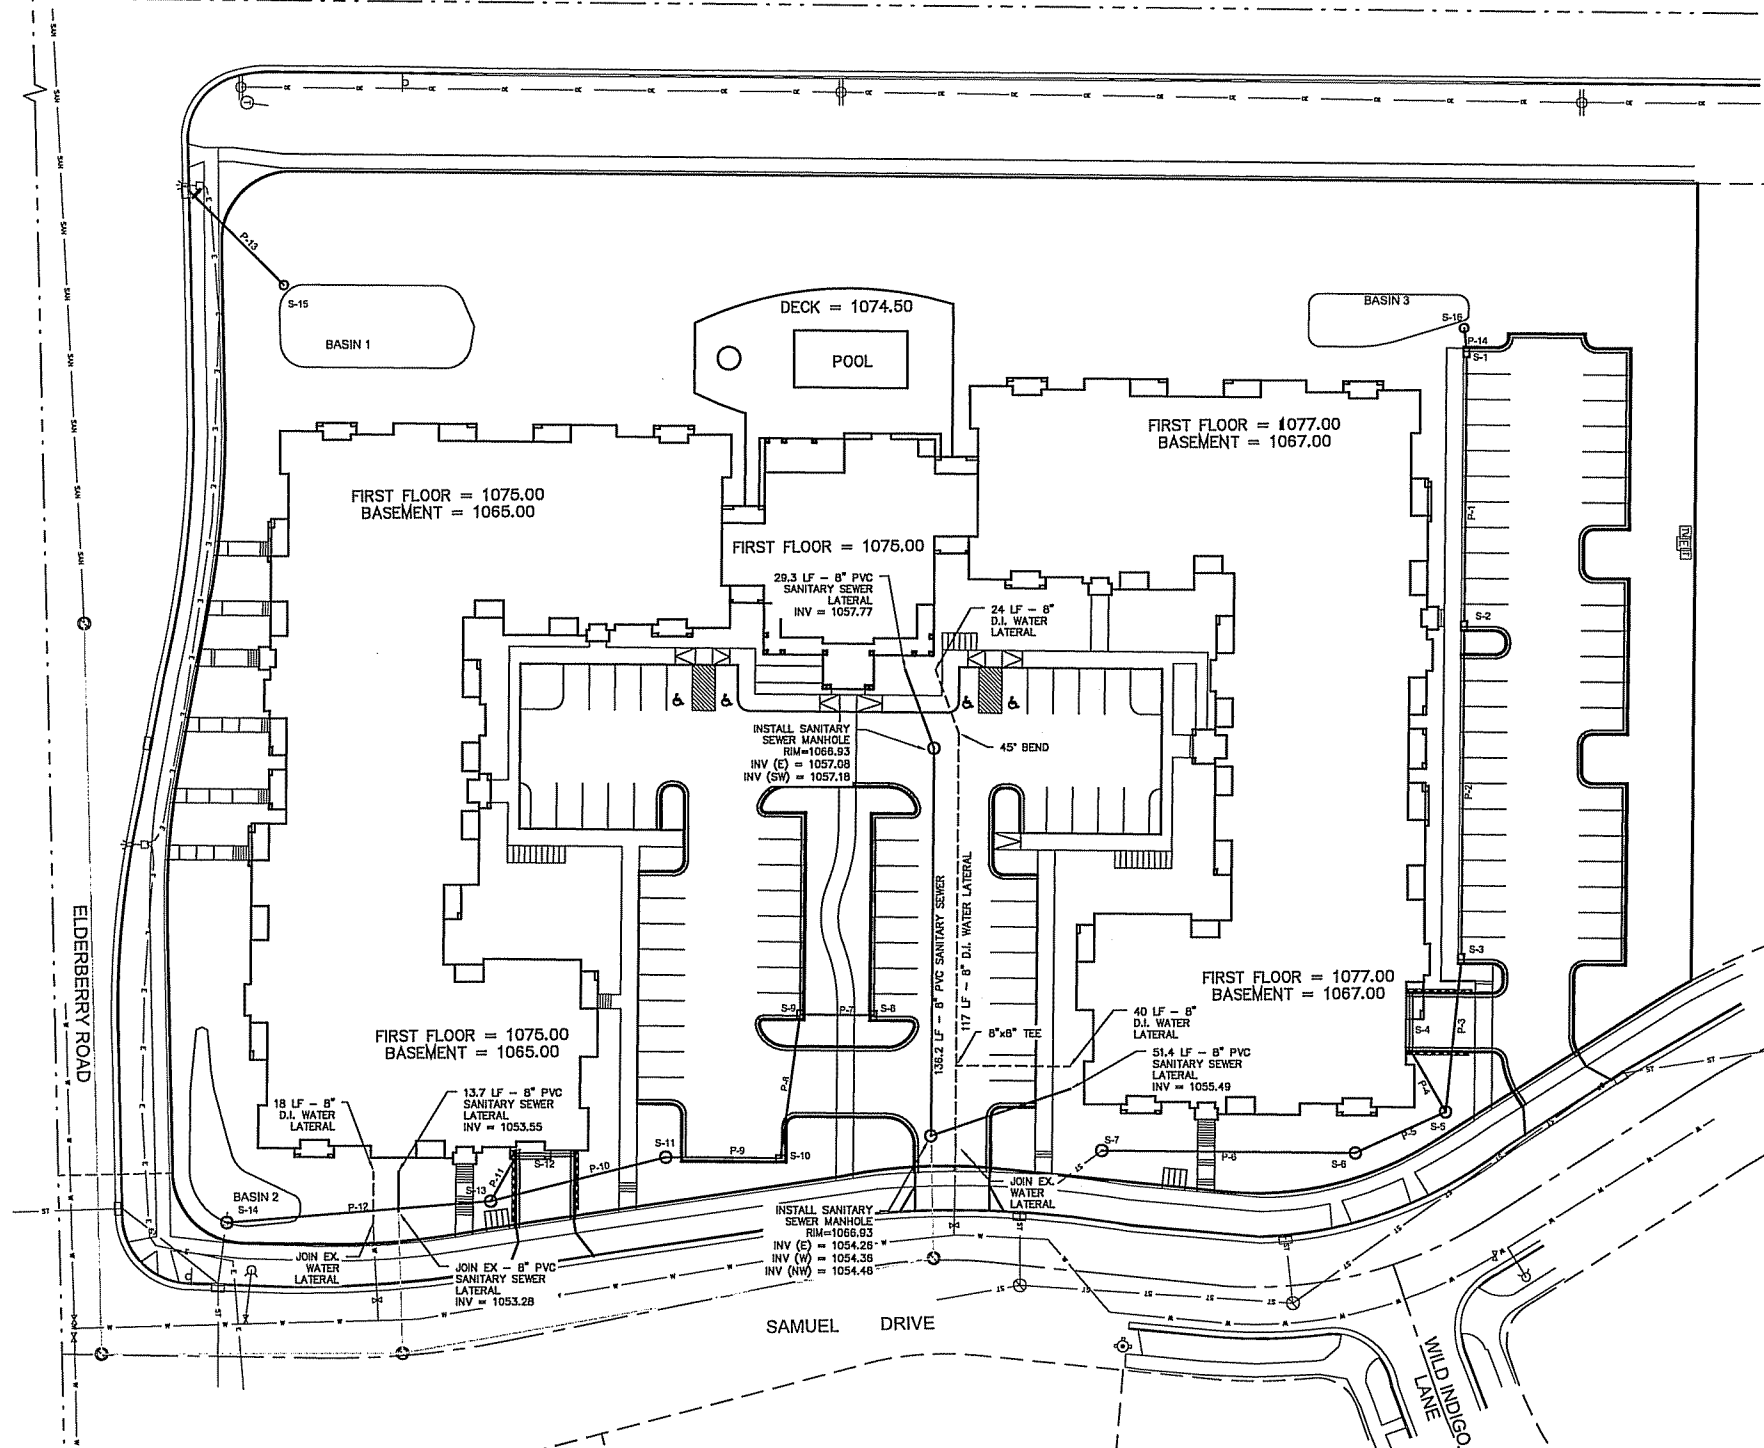 DECK = 1074.50
POOL
BASIN 3
S-16
P-14
S-1
P-13
S-15
BASIN 1
FIRST FLOOR = 1077.00
BASEMENT = 1067.00
FIRST FLOOR = 1075.00
BASEMENT = 1065.00
FIRST FLOOR = 1075.00
P-1
29.3 LF - 8" PVC
SANITARY SEWER
LATERAL
INV = 1057.77
24 LF - 8"
D.I. WATER
LATERAL
S-2
INSTALL SANITARY
SEWER MANHOLE
RIM=1066.93
INV (E) = 1057.08
INV (SW) = 1057.18
45° BEND
P-2
136.2 LF - 8" PVC SANITARY SEWER
117 LF - 8" D.I. WATER LATERAL
ELDERBERRY ROAD
S-3
FIRST FLOOR = 1077.00
BASEMENT = 1067.00
S-9
P-7
S-8
40 LF - 8"
D.I. WATER
LATERAL
8"x8" TEE
S-4
P-3
FIRST FLOOR = 1075.00
BASEMENT = 1065.00
51.4 LF - 8" PVC
SANITARY SEWER
LATERAL
INV = 1055.49
P-8
P-4
18 LF - 8"
D.I. WATER
LATERAL
13.7 LF - 8" PVC
SANITARY SEWER
LATERAL
INV = 1053.55
S-5
P-5
S-11
P-9
S-10
S-7
P-6
S-6
S-12
P-10
P-11
S-13
BASIN 2
S-14
P-12
JOIN EX.
WATER
LATERAL
INSTALL SANITARY
SEWER MANHOLE
RIM=1066.93
INV (E) = 1054.26
INV (W) = 1054.36
INV (NW) = 1054.46
JOIN EX.
WATER
LATERAL
JOIN EX - 8" PVC
SANITARY SEWER
LATERAL
INV = 1053.28
SAMUEL DRIVE
WILD INDIGO
LANE